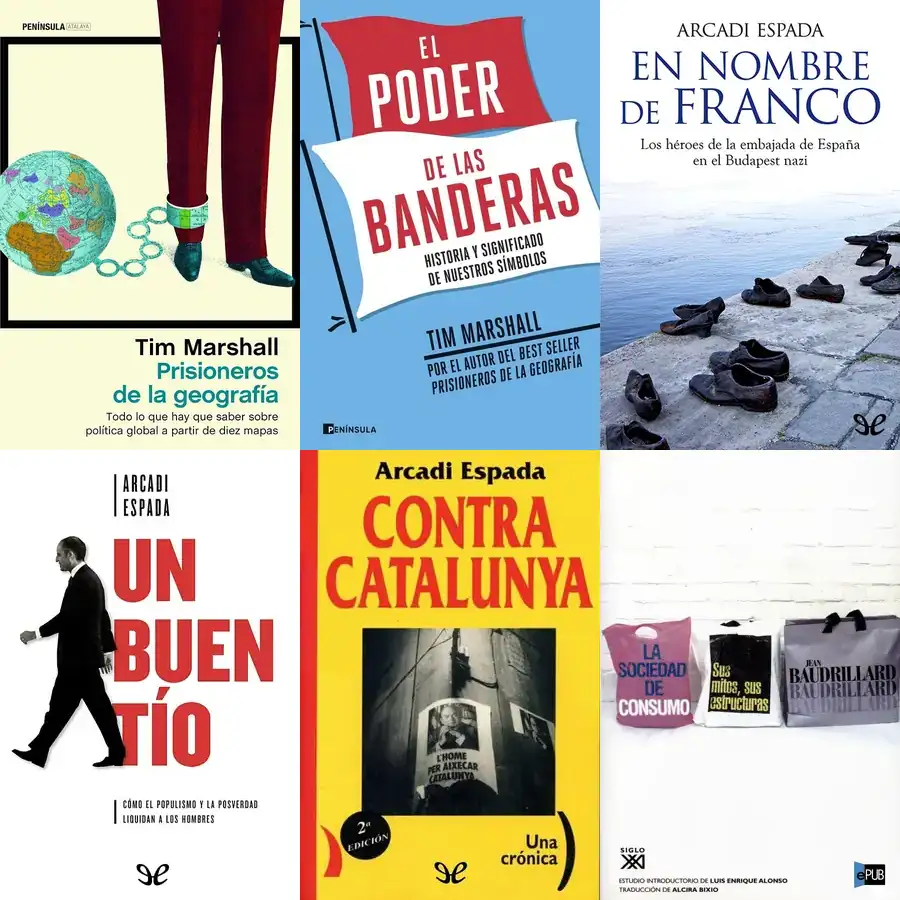 PENÍNSULA ATALAYA
Tim Marshall
Prisioneros
de la geografía
Todo lo que hay que saber sobre
política global a partir de diez mapas
EL
PODER
DE LAS
BANDERAS
HISTORIA Y SIGNIFICADO
DE NUESTROS SÍMBOLOS
TIM MARSHALL
POR EL AUTOR DEL BEST SELLER
PRISIONEROS DE LA GEOGRAFÍA
PENÍNSULA
ARCADI ESPADA
EN NOMBRE
DE FRANCO
Los héroes de la embajada de España
en el Budapest nazi
ARCADI
ESPADA
UN
BUEN
TÍO
CÓMO EL POPULISMO Y LA POSVERDAD
LIQUIDAN A LOS HOMBRES
Arcadi Espada
CONTRA
CATALUNYA
L'HOME
PER AIXECAR
CATALUNYA
2ª
EDICIÓN
Una
crónica
LA
SOCIEDAD
DE
CONSUMO
Sus
mitos, sus
estructuras
JEAN
BAUDRILLARD
BAUDRILLARD
SIGLO
XXI
ESTUDIO INTRODUCTORIO DE LUIS ENRIQUE ALONSO
TRADUCCIÓN DE ALCIRA BIXIO
ePUB